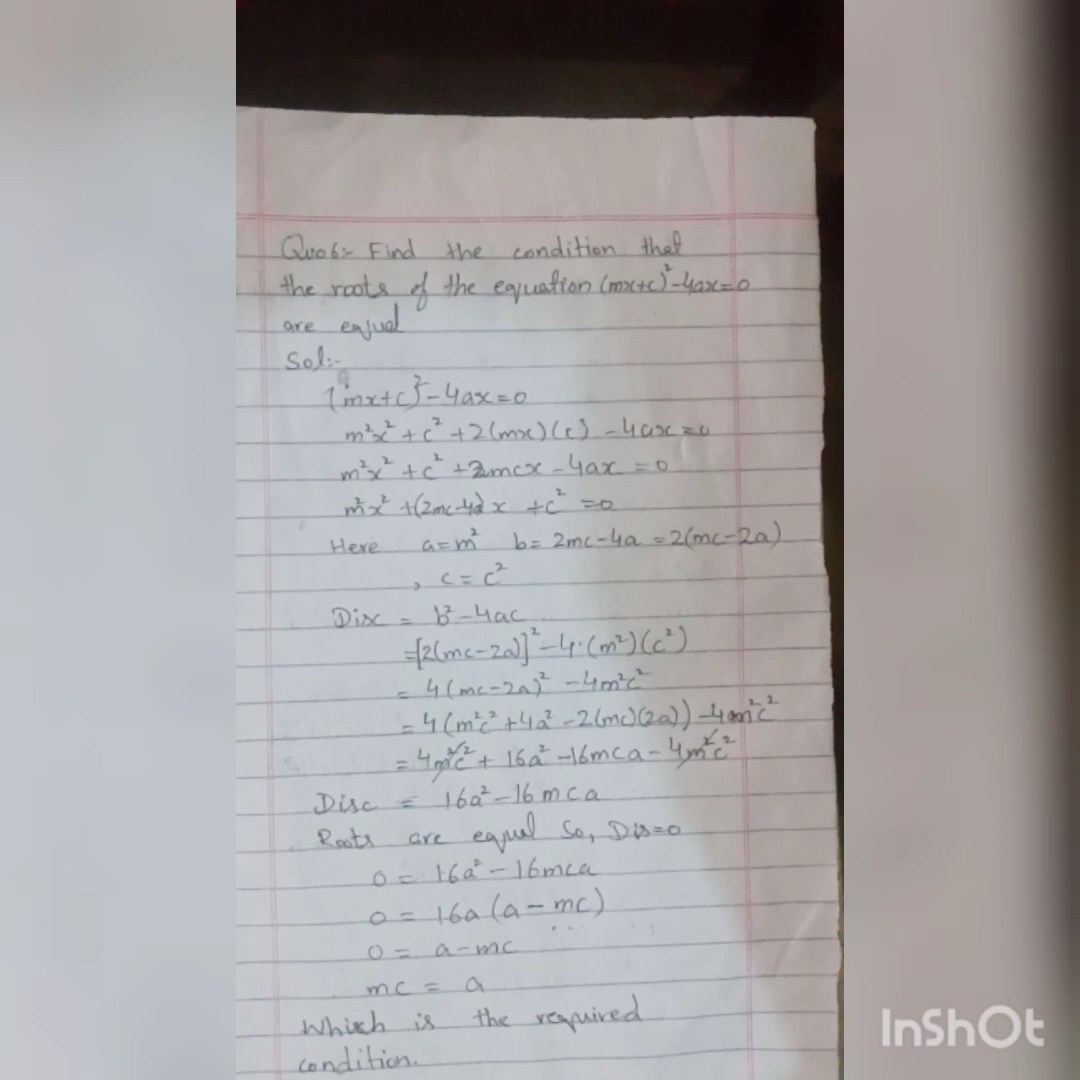 Quo6:- Find the condition that
the roots of the equation (mx+c)²-4ax=0
are equal
Sol:-
(mx+c)² - 4ax=0
m²x² + c² +2(mx)(c) - 4ax=0
m²x² + c² +2mcx - 4ax =0
m²x² +(2mc-4a)x +c² =0
Here a=m² b= 2mc-4a =2(mc-2a)
, c = c²
Disc = b²-4ac
=[2(mc-2a)]² -4·(m²)(c²)
= 4(mc-2a)² -4m²c²
=4(m²c²+4a²-2(mc)(2a)) -4m²c²
= 4m²c² + 16a² -16mca - 4m²c²
Disc = 16a²-16mca
Roots are equal So, Dis=0
0 = 16a² - 16mca
0 = 16a(a-mc)
0 = a-mc
mc = a
Which is the required
condition.
InShOt